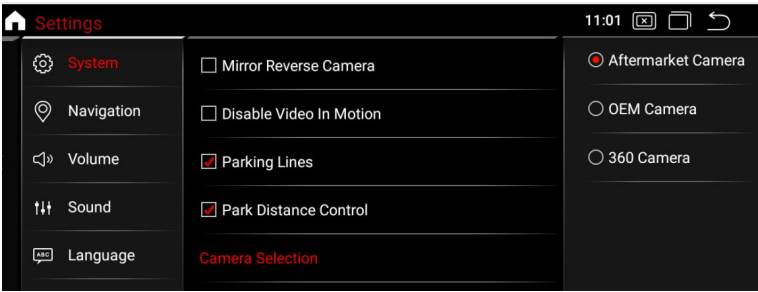 Settings
11:01
System
Navigation
Volume
Sound
ABC
Language
Mirror Reverse Camera
Disable Video In Motion
Parking Lines
Park Distance Control
Camera Selection
Aftermarket Camera
OEM Camera
360 Camera